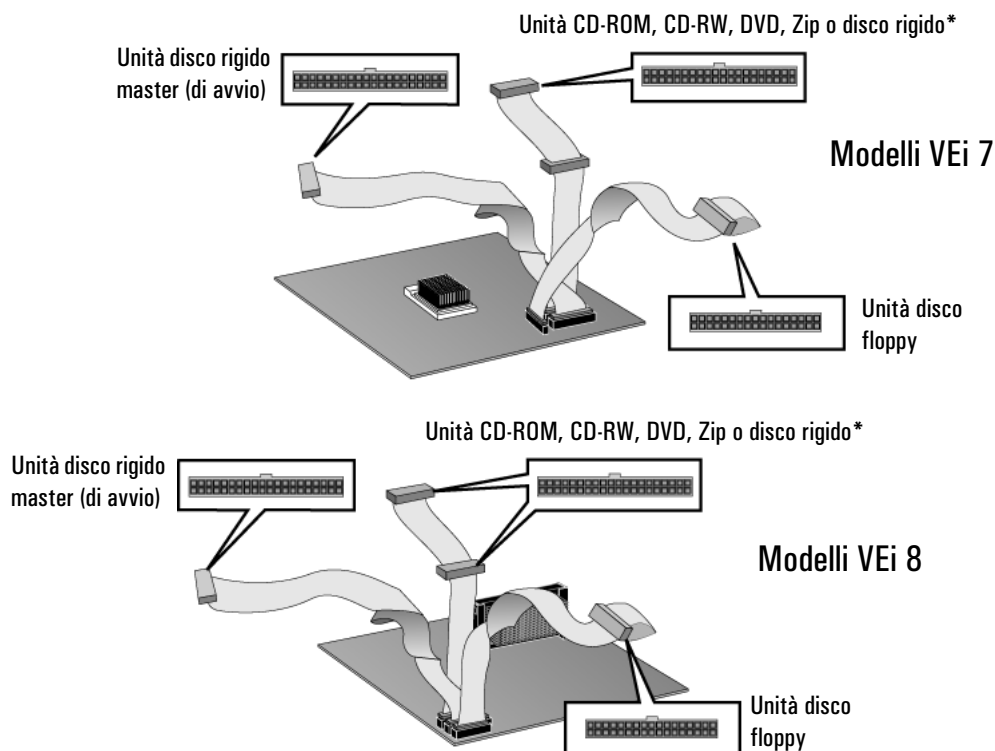 Unità CD-ROM, CD-RW, DVD, Zip o disco rigido*
Unità disco rigido
master (di avvio)
Modelli VEi 7
Unità disco
floppy
Unità CD-ROM, CD-RW, DVD, Zip o disco rigido*
Unità disco rigido
master (di avvio)
Modelli VEi 8
Unità disco
floppy